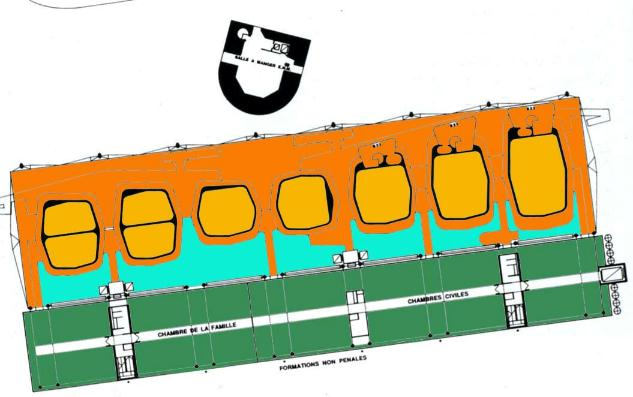 SALLE A MANGER E.N.M
CHAMBRE DE LA FAMILLE
CHAMBRES CIVILES
FORMATIONS NON PENALES